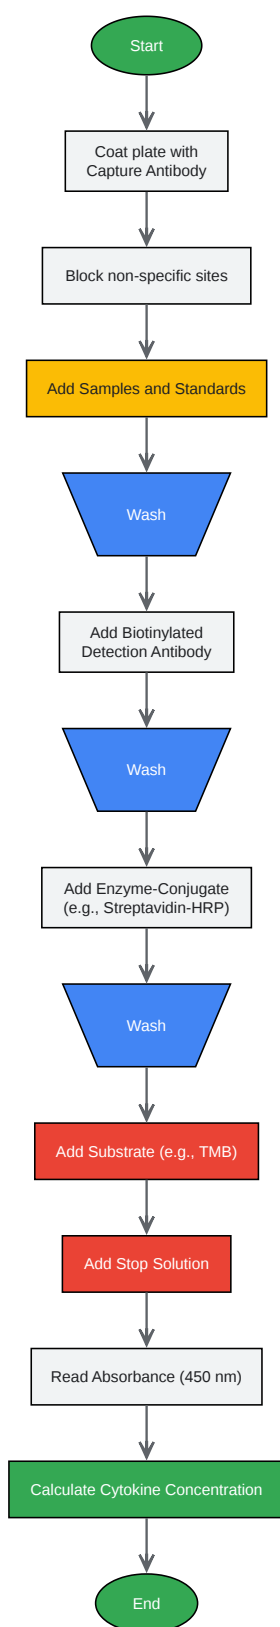 Start
Coat plate with
Capture Antibody
Block non-specific sites
Add Samples and Standards
Wash
Add Biotinylated
Detection Antibody
Wash
Add Enzyme-Conjugate
(e.g., Streptavidin-HRP)
Wash
Add Substrate (e.g., TMB)
Add Stop Solution
Read Absorbance (450 nm)
Calculate Cytokine Concentration
End